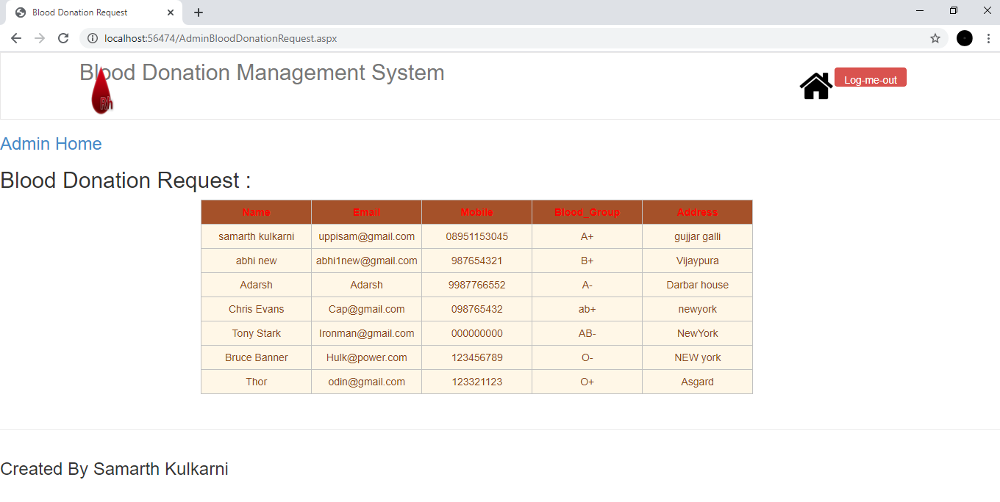 Blood Donation Request
localhost:56474/AdminBloodDonationRequest.aspx
Blood Donation Management System
Rh
Log-me-out
Admin Home
Blood Donation Request :
Name Email Mobile Blood_Group Address
samarth kulkarni uppisam@gmail.com 08951153045 A+ gujjar galli
abhi new abhi1new@gmail.com 987654321 B+ Vijaypura
Adarsh Adarsh 9987766552 A- Darbar house
Chris Evans Cap@gmail.com 098765432 ab+ newyork
Tony Stark Ironman@gmail.com 000000000 AB- NewYork
Bruce Banner Hulk@power.com 123456789 O- NEW york
Thor odin@gmail.com 123321123 O+ Asgard
Created By Samarth Kulkarni